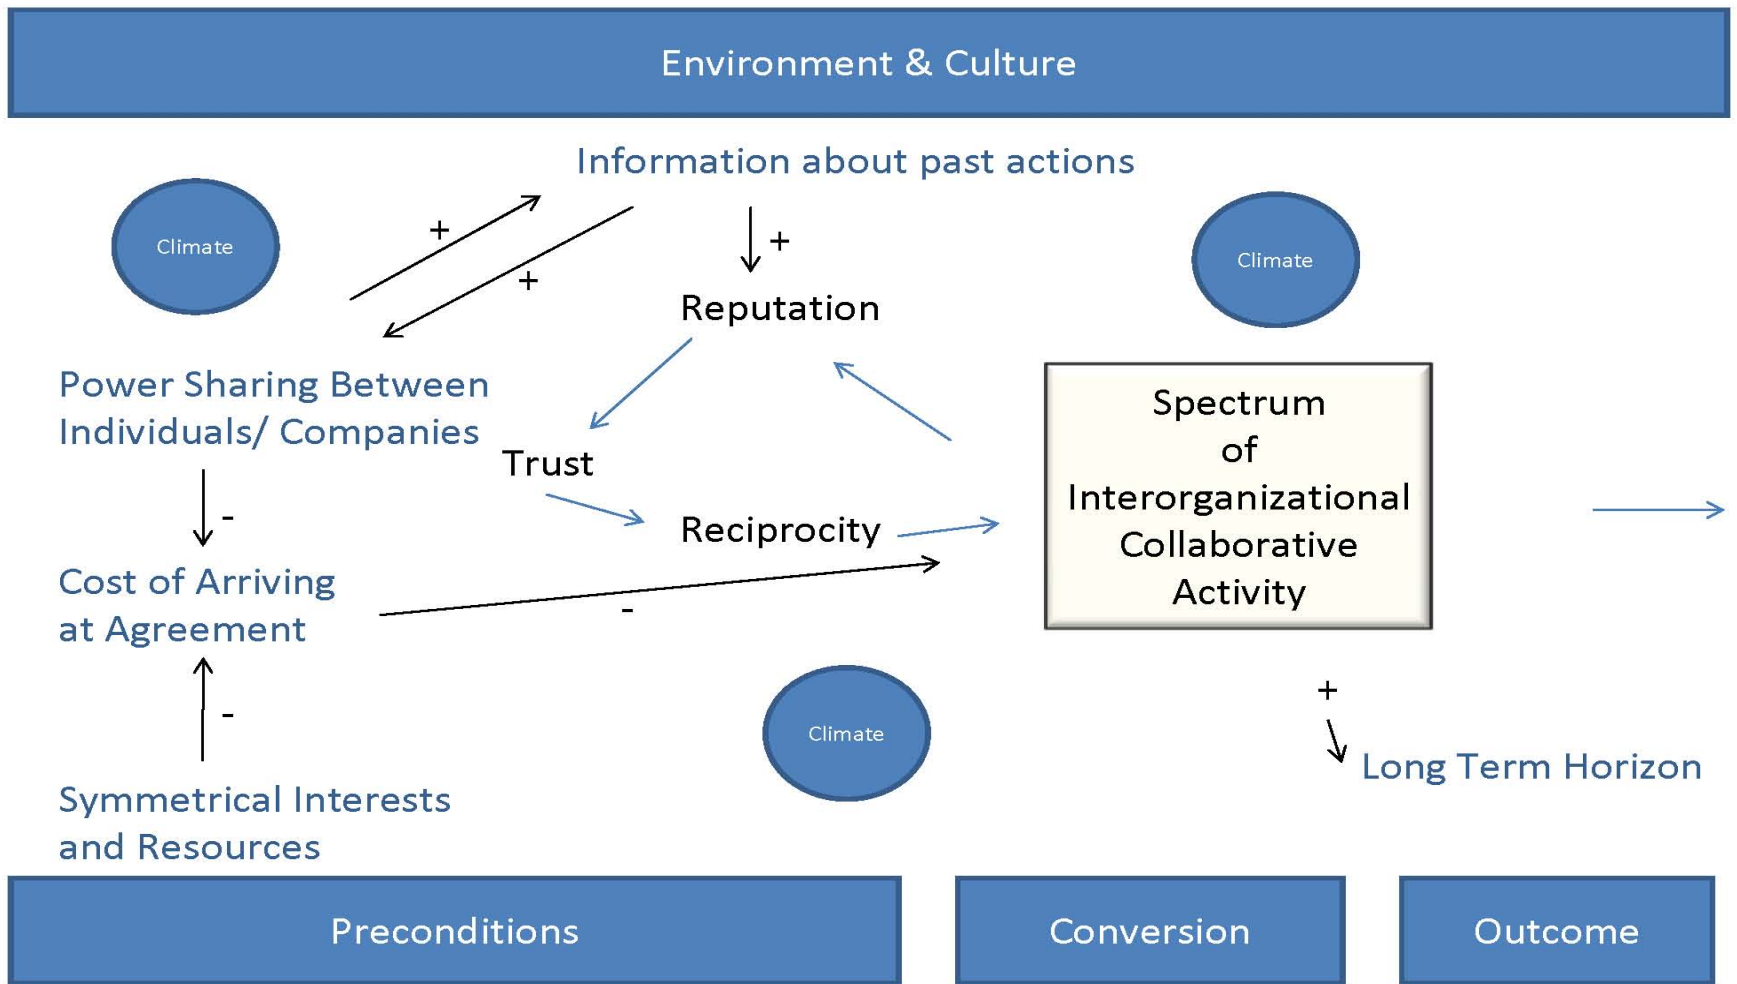 Environment & Culture
Information about past actions
Climate
+
+
+
Climate
Reputation
Power Sharing Between
Individuals/ Companies
Trust
Reciprocity
Spectrum
of
Interorganizational
Collaborative
Activity
-
Cost of Arriving
at Agreement
-
-
Climate
+
Long Term Horizon
Symmetrical Interests
and Resources
Preconditions
Conversion
Outcome